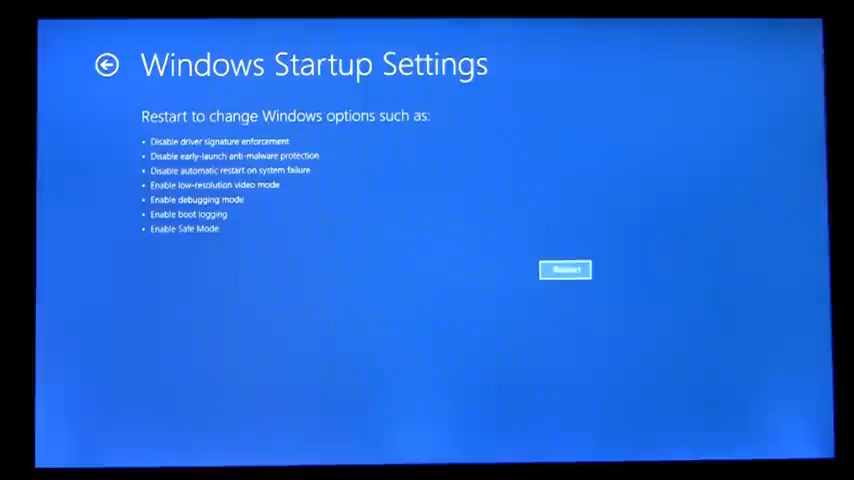 Windows Startup Settings
Restart to change Windows options such as:
• Disable driver signature enforcement
• Disable early-launch anti-malware protection
• Disable automatic restart on system failure
• Enable low-resolution video mode
• Enable debugging mode
• Enable boot logging
• Enable Safe Mode
Restart